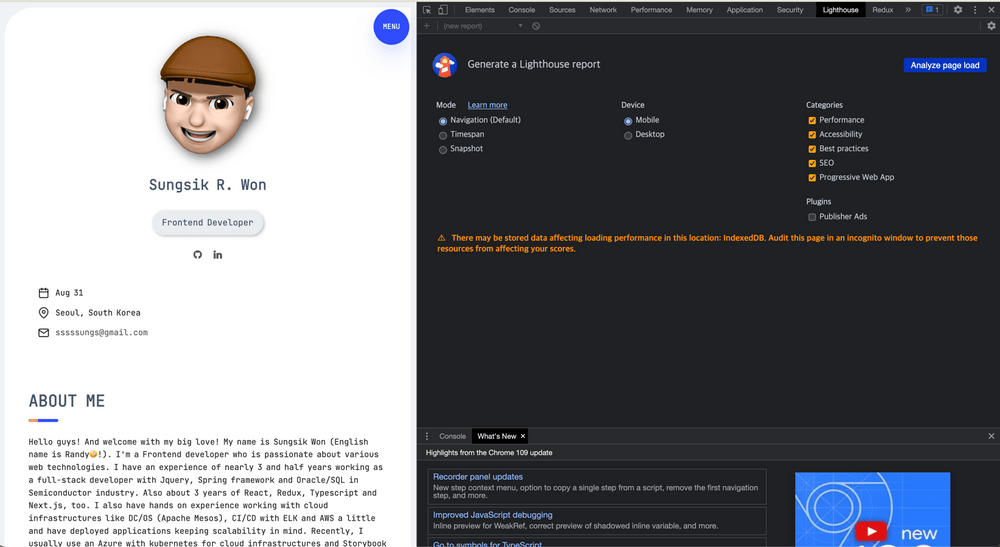 MENU
Sungsik R. Won
Frontend Developer
Aug 31
Seoul, South Korea
sssssungs@gmail.com
ABOUT ME
Hello guys! And welcome with my big love! My name is Sungsik Won (English
name is Randy😀!). I'm a Frontend developer who is passionate about various
web technologies. I have an experience of nearly 3 and half years working as
a full-stack developer with Jquery, Spring framework and Oracle/SQL in
Semiconductor industry. Also about 3 years of React, Redux, Typescript and
Next.js, too. I also have hands on experience working with cloud
infrastructures like DC/OS (Apache Mesos), CI/CD with ELK and AWS a little
and have deployed applications keeping scalability in mind. Recently, I
usually use an Azure with kubernetes for cloud infrastructures and Storybook
Elements Console Sources Network Performance Memory Application Security Lighthouse Redux » 1
(new report)
Generate a Lighthouse report
Analyze page load
Mode Learn more Device Categories
Navigation (Default) Mobile Performance
Timespan Desktop Accessibility
Snapshot Best practices
SEO
Progressive Web App
Plugins
Publisher Ads
There may be stored data affecting loading performance in this location: IndexedDB. Audit this page in an incognito window to prevent those
resources from affecting your scores.
Console What's New ×
Highlights from the Chrome 109 update
Recorder panel updates
New step context menu, option to copy a single step from a script, remove the first navigation
step, and more.
Improved JavaScript debugging
Inline preview for WeakRef, correct preview of shadowed inline variable, and more.
Go to symbols for TypeScript
new